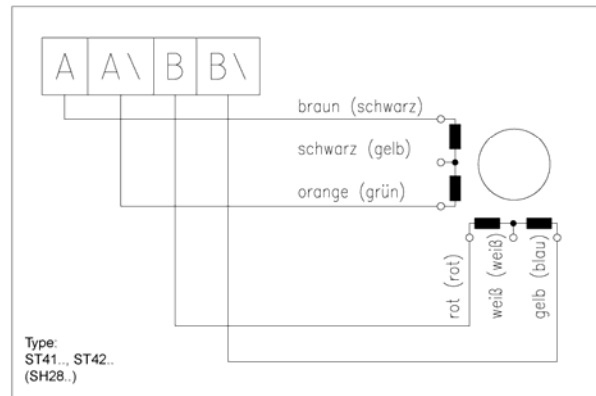 A A\ B B\
braun (schwarz)
schwarz (gelb)
orange (grün)
rot (rot)
weiß (weiß)
gelb (blau)
Type:
ST41.., ST42..
(SH28..)